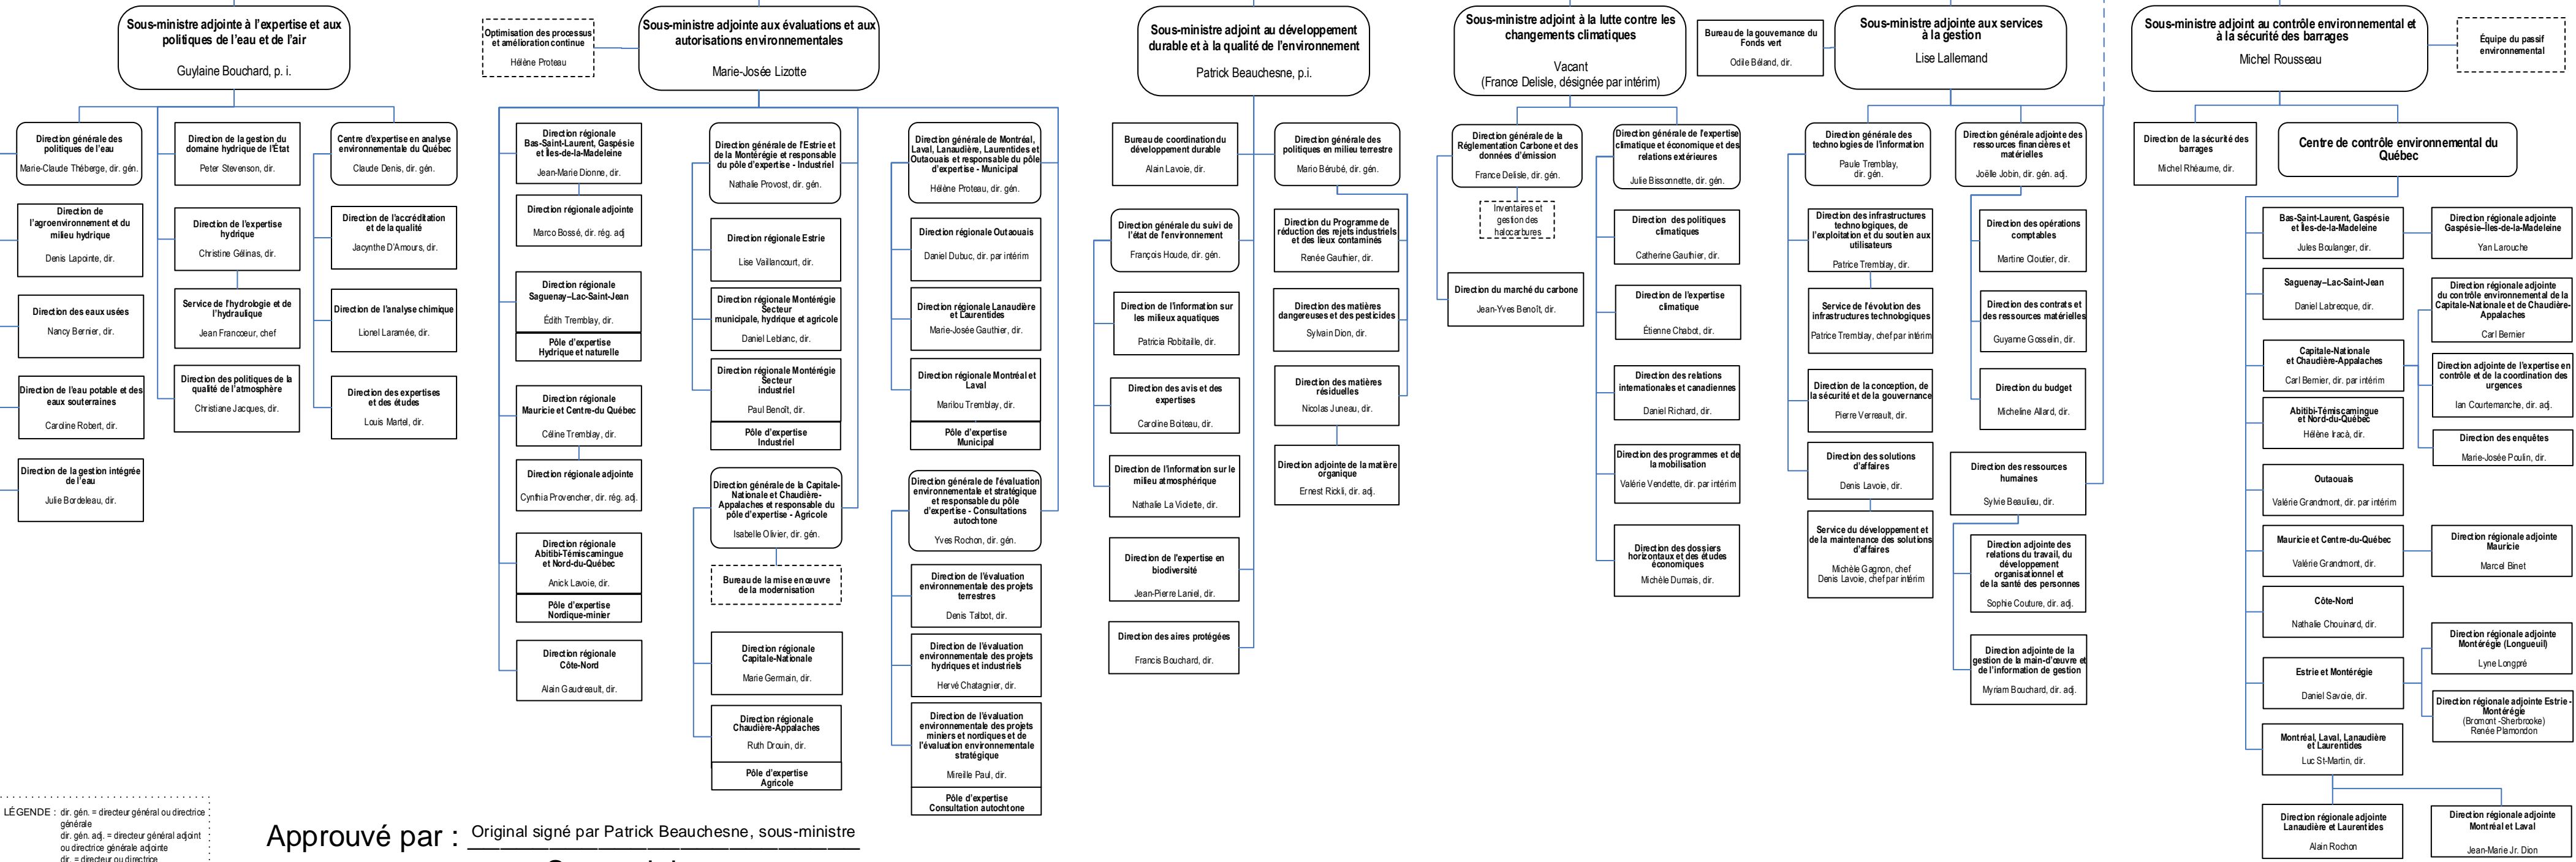 Sous-ministre adjointe à l'expertise et aux
politiques de l'eau et de l'air
Guylaine Bouchard, p. i.
Direction générale des
politiques de l'eau
Marie-Claude Théberge, dir. gén.
Direction de
l'agroenvironnement et du
milieu hydrique
Denis Lapointe, dir.
Direction des eaux usées
Nancy Bernier, dir.
Direction de l'eau potable et des
eaux souterraines
Caroline Robert, dir.
Direction de la gestion intégrée
de l'eau
Julie Bordeleau, dir.
Direction de la gestion du
domaine hydrique de l'État
Peter Stevenson, dir.
Direction de l'expertise
hydrique
Christine Gélinas, dir.
Service de l'hydrologie et de
l'hydraulique
Jean Francoeur, chef
Direction des politiques de la
qualité de l'atmosphère
Christiane Jacques, dir.
Centre d'expertise en analyse
environnementale du Québec
Claude Denis, dir. gén.
Direction de l'accréditation
et de la qualité
Jacynthe D'Amours, dir.
Direction de l'analyse chimique
Lionel Laramée, dir.
Direction des expertises
et des études
Louis Martel, dir.
Optimisation des processus
et amélioration continue
Hélène Proteau
Sous-ministre adjointe aux évaluations et aux
autorisations environnementales
Marie-Josée Lizotte
Direction régionale
Bas-Saint-Laurent, Gaspésie
et Îles-de-la-Madeleine
Jean-Marie Dionne, dir.
Direction régionale adjointe
Marco Bossé, dir. rég. adj
Direction régionale
Saguenay–Lac-Saint-Jean
Édith Tremblay, dir.
Pôle d'expertise
Hydrique et naturelle
Direction régionale
Mauricie et Centre-du Québec
Céline Tremblay, dir.
Direction régionale adjointe
Cynthia Provencher, dir. rég. adj.
Direction régionale
Abitibi-Témiscamingue
et Nord-du-Québec
Anick Lavoie, dir.
Pôle d'expertise
Nordique-minier
Direction régionale
Côte-Nord
Alain Gaudreault, dir.
Direction générale de l'Estrie et
de la Montérégie et responsable
du pôle d'expertise - Industriel
Nathalie Provost, dir. gén.
Direction régionale Estrie
Lise Vaillancourt, dir.
Direction régionale Montérégie
Secteur
municipale, hydrique et agricole
Daniel Leblanc, dir.
Direction régionale Montérégie
Secteur
industriel
Paul Benoît, dir.
Pôle d'expertise
Industriel
Direction générale de la Capitale-
Nationale et Chaudière-
Appalaches et responsable du
pôle d'expertise - Agricole
Isabelle Olivier, dir. gén.
Bureau de la mise en œuvre
de la modernisation
Direction régionale
Capitale-Nationale
Marie Germain, dir.
Direction régionale
Chaudière-Appalaches
Ruth Drouin, dir.
Pôle d'expertise
Agricole
Direction générale de Montréal,
Laval, Lanaudière, Laurentides et
Outaouais et responsable du pôle
d'expertise - Municipal
Hélène Proteau, dir. gén.
Direction régionale Outaouais
Daniel Dubuc, dir. par intérim
Direction régionale Lanaudière
et Laurentides
Marie-Josée Gauthier, dir.
Direction régionale Montréal et
Laval
Marilou Tremblay, dir.
Pôle d'expertise
Municipal
Direction générale de l'évaluation
environnementale et stratégique
et responsable du pôle
d'expertise - Consultations
autochtone
Yves Rochon, dir. gén.
Direction de l'évaluation
environnementale des projets
terrestres
Denis Talbot, dir.
Direction de l'évaluation
environnementale des projets
hydriques et industriels
Hervé Chatagnier, dir.
Direction de l'évaluation
environnementale des projets
miniers et nordiques et de
l'évaluation environnementale
stratégique
Mireille Paul, dir.
Pôle d'expertise
Consultation autochtone
Sous-ministre adjoint au développement
durable et à la qualité de l'environnement
Patrick Beauchesne, p.i.
Bureau de coordination du
développement durable
Alain Lavoie, dir.
Direction générale du suivi de
l'état de l'environnement
François Houde, dir. gén.
Direction de l'information sur
les milieux aquatiques
Patricia Robitaille, dir.
Direction des avis et des
expertises
Caroline Boiteau, dir.
Direction de l'information sur le
milieu atmosphérique
Nathalie La Violette, dir.
Direction de l'expertise en
biodiversité
Jean-Pierre Laniel, dir.
Direction des aires protégées
Francis Bouchard, dir.
Direction générale des
politiques en milieu terrestre
Mario Bérubé, dir. gén.
Direction du Programme de
réduction des rejets industriels
et des lieux contaminés
Renée Gauthier, dir.
Direction des matières
dangereuses et des pesticides
Sylvain Dion, dir.
Direction des matières
résiduelles
Nicolas Juneau, dir.
Direction adjointe de la matière
organique
Ernest Rickli, dir. adj.
Sous-ministre adjoint à la lutte contre les
changements climatiques
Vacant
(France Delisle, désignée par intérim)
Direction générale de la
Réglementation Carbone et des
données d'émission
France Delisle, dir. gén.
Inventaires et
gestion des
halocarbures
Direction du marché du carbone
Jean-Yves Benoît, dir.
Direction générale de l'expertise
climatique et économique et des
relations extérieures
Julie Bissonnette, dir. gén.
Direction des politiques
climatiques
Catherine Gauthier, dir.
Direction de l'expertise
climatique
Étienne Chabot, dir.
Direction des relations
internationales et canadiennes
Daniel Richard, dir.
Direction des programmes et de
la mobilisation
Valérie Vendette, dir. par intérim
Direction des dossiers
horizontaux et des études
économiques
Michèle Dumais, dir.
Bureau de la gouvernance du
Fonds vert
Odile Béland, dir.
Sous-ministre adjointe aux services
à la gestion
Lise Lallemand
Direction générale des
technologies de l'information
Paule Tremblay,
dir. gén.
Direction des infrastructures
technologiques, de
l'exploitation et du soutien aux
utilisateurs
Patrice Tremblay, dir.
Service de l'évolution des
infrastructures technologiques
Patrice Tremblay, chef par intérim
Direction de la conception, de
la sécurité et de la gouvernance
Pierre Verreault, dir.
Direction des solutions
d'affaires
Denis Lavoie, dir.
Service du développement et
de la maintenance des solutions
d'affaires
Michèle Gagnon, chef
Denis Lavoie, chef par intérim
Direction générale adjointe des
ressources financières et
matérielles
Joëlle Jobin, dir. gén. adj.
Direction des opérations
comptables
Martine Cloutier, dir.
Direction des contrats et
des ressources matérielles
Guyanne Gosselin, dir.
Direction du budget
Micheline Allard, dir.
Direction des ressources
humaines
Sylvie Beaulieu, dir.
Direction adjointe des
relations du travail, du
développement
organisationnel et
de la santé des personnes
Sophie Couture, dir. adj.
Direction adjointe de la
gestion de la main-d'œuvre et
de l'information de gestion
Myriam Bouchard, dir. adj.
Sous-ministre adjoint au contrôle environnemental et
à la sécurité des barrages
Michel Rousseau
Équipe du passif
environnemental
Direction de la sécurité des
barrages
Michel Rhéaume, dir.
Centre de contrôle environnemental du
Québec
Bas-Saint-Laurent, Gaspésie
et Îles-de-la-Madeleine
Jules Boulanger, dir.
Direction régionale adjointe
Gaspésie–Îles-de-la-Madeleine
Yan Larouche
Saguenay–Lac-Saint-Jean
Daniel Labrecque, dir.
Direction régionale adjointe
du contrôle environnemental de la
Capitale-Nationale et de Chaudière-
Appalaches
Carl Bernier
Capitale-Nationale
et Chaudière-Appalaches
Carl Bernier, dir. par intérim
Direction adjointe de l'expertise en
contrôle et de la coordination des
urgences
Ian Courtemanche, dir. adj.
Abitibi-Témiscamingue
et Nord-du-Québec
Hélène Iracà, dir.
Direction des enquêtes
Marie-Josée Poulin, dir.
Outaouais
Valérie Grandmont, dir. par intérim
Mauricie et Centre-du-Québec
Valérie Grandmont, dir.
Direction régionale adjointe
Mauricie
Marcel Binet
Côte-Nord
Nathalie Chouinard, dir.
Direction régionale adjointe
Montérégie (Longueuil)
Lyne Longpré
Estrie et Montérégie
Daniel Savoie, dir.
Direction régionale adjointe Estrie -
Montérégie
(Bromont -Sherbrooke)
Renée Plamondon
Montréal, Laval, Lanaudière
et Laurentides
Luc St-Martin, dir.
Direction régionale adjointe
Lanaudière et Laurentides
Alain Rochon
Direction régionale adjointe
Montréal et Laval
Jean-Marie Jr. Dion
LÉGENDE : dir. gén. = directeur général ou directrice
générale
dir. gén. adj. = directeur général adjoint
ou directrice générale adjointe
dir. = directeur ou directrice
Approuvé par : Original signé par Patrick Beauchesne, sous-ministre